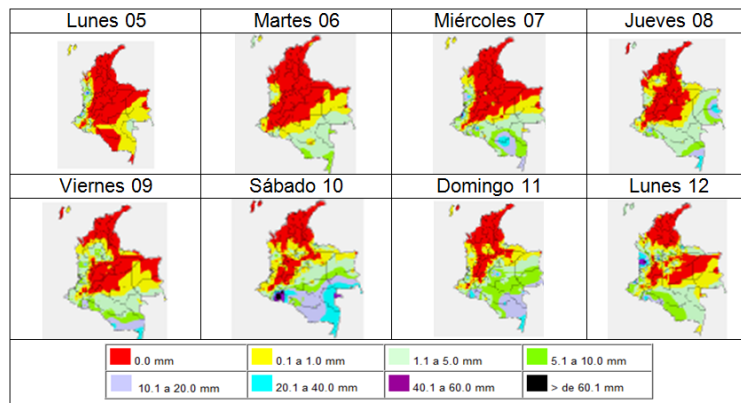 Lunes 05 Martes 06 Miércoles 07 Jueves 08
Viernes 09 Sábado 10 Domingo 11 Lunes 12
0.0 mm 0.1 a 1.0 mm 1.1 a 5.0 mm 5.1 a 10.0 mm
10.1 a 20.0 mm 20.1 a 40.0 mm 40.1 a 60.0 mm > de 60.1 mm